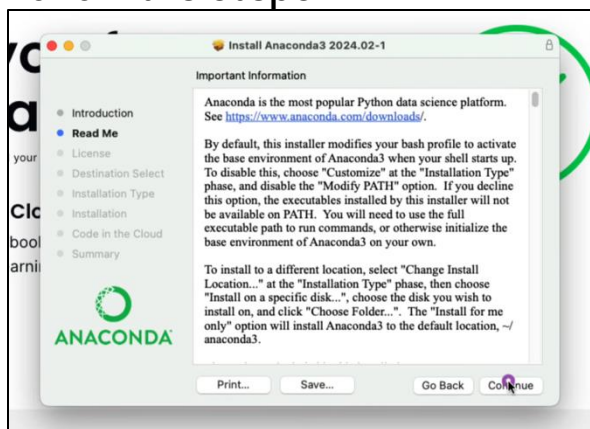 Install Anaconda3 2024.02-1
Important Information
Introduction
Read Me
License
Destination Select
Installation Type
Installation
Code in the Cloud
Summary
ANACONDA
Anaconda is the most popular Python data science platform.
See https://www.anaconda.com/downloads/.
By default, this installer modifies your bash profile to activate
the base environment of Anaconda3 when your shell starts up.
To disable this, choose "Customize" at the "Installation Type"
phase, and disable the "Modify PATH" option. If you decline
this option, the executables installed by this installer will not
be available on PATH. You will need to use the full
executable path to run commands, or otherwise initialize the
base environment of Anaconda3 on your own.
To install to a different location, select "Change Install
Location..." at the "Installation Type" phase, then choose
"Install on a specific disk...", choose the disk you wish to
install on, and click "Choose Folder...". The "Install for me
only" option will install Anaconda3 to the default location, ~/
anaconda3.
Print...
Save...
Go Back
Continue
your